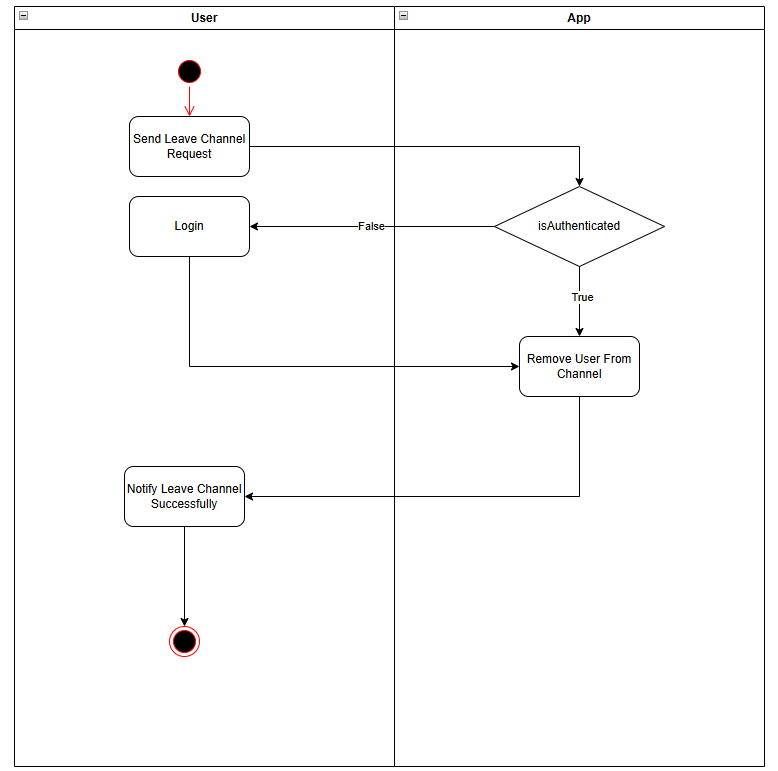 User
App
Send Leave Channel
Request
isAuthenticated
Login
False
True
Remove User From
Channel
Notify Leave Channel
Successfully